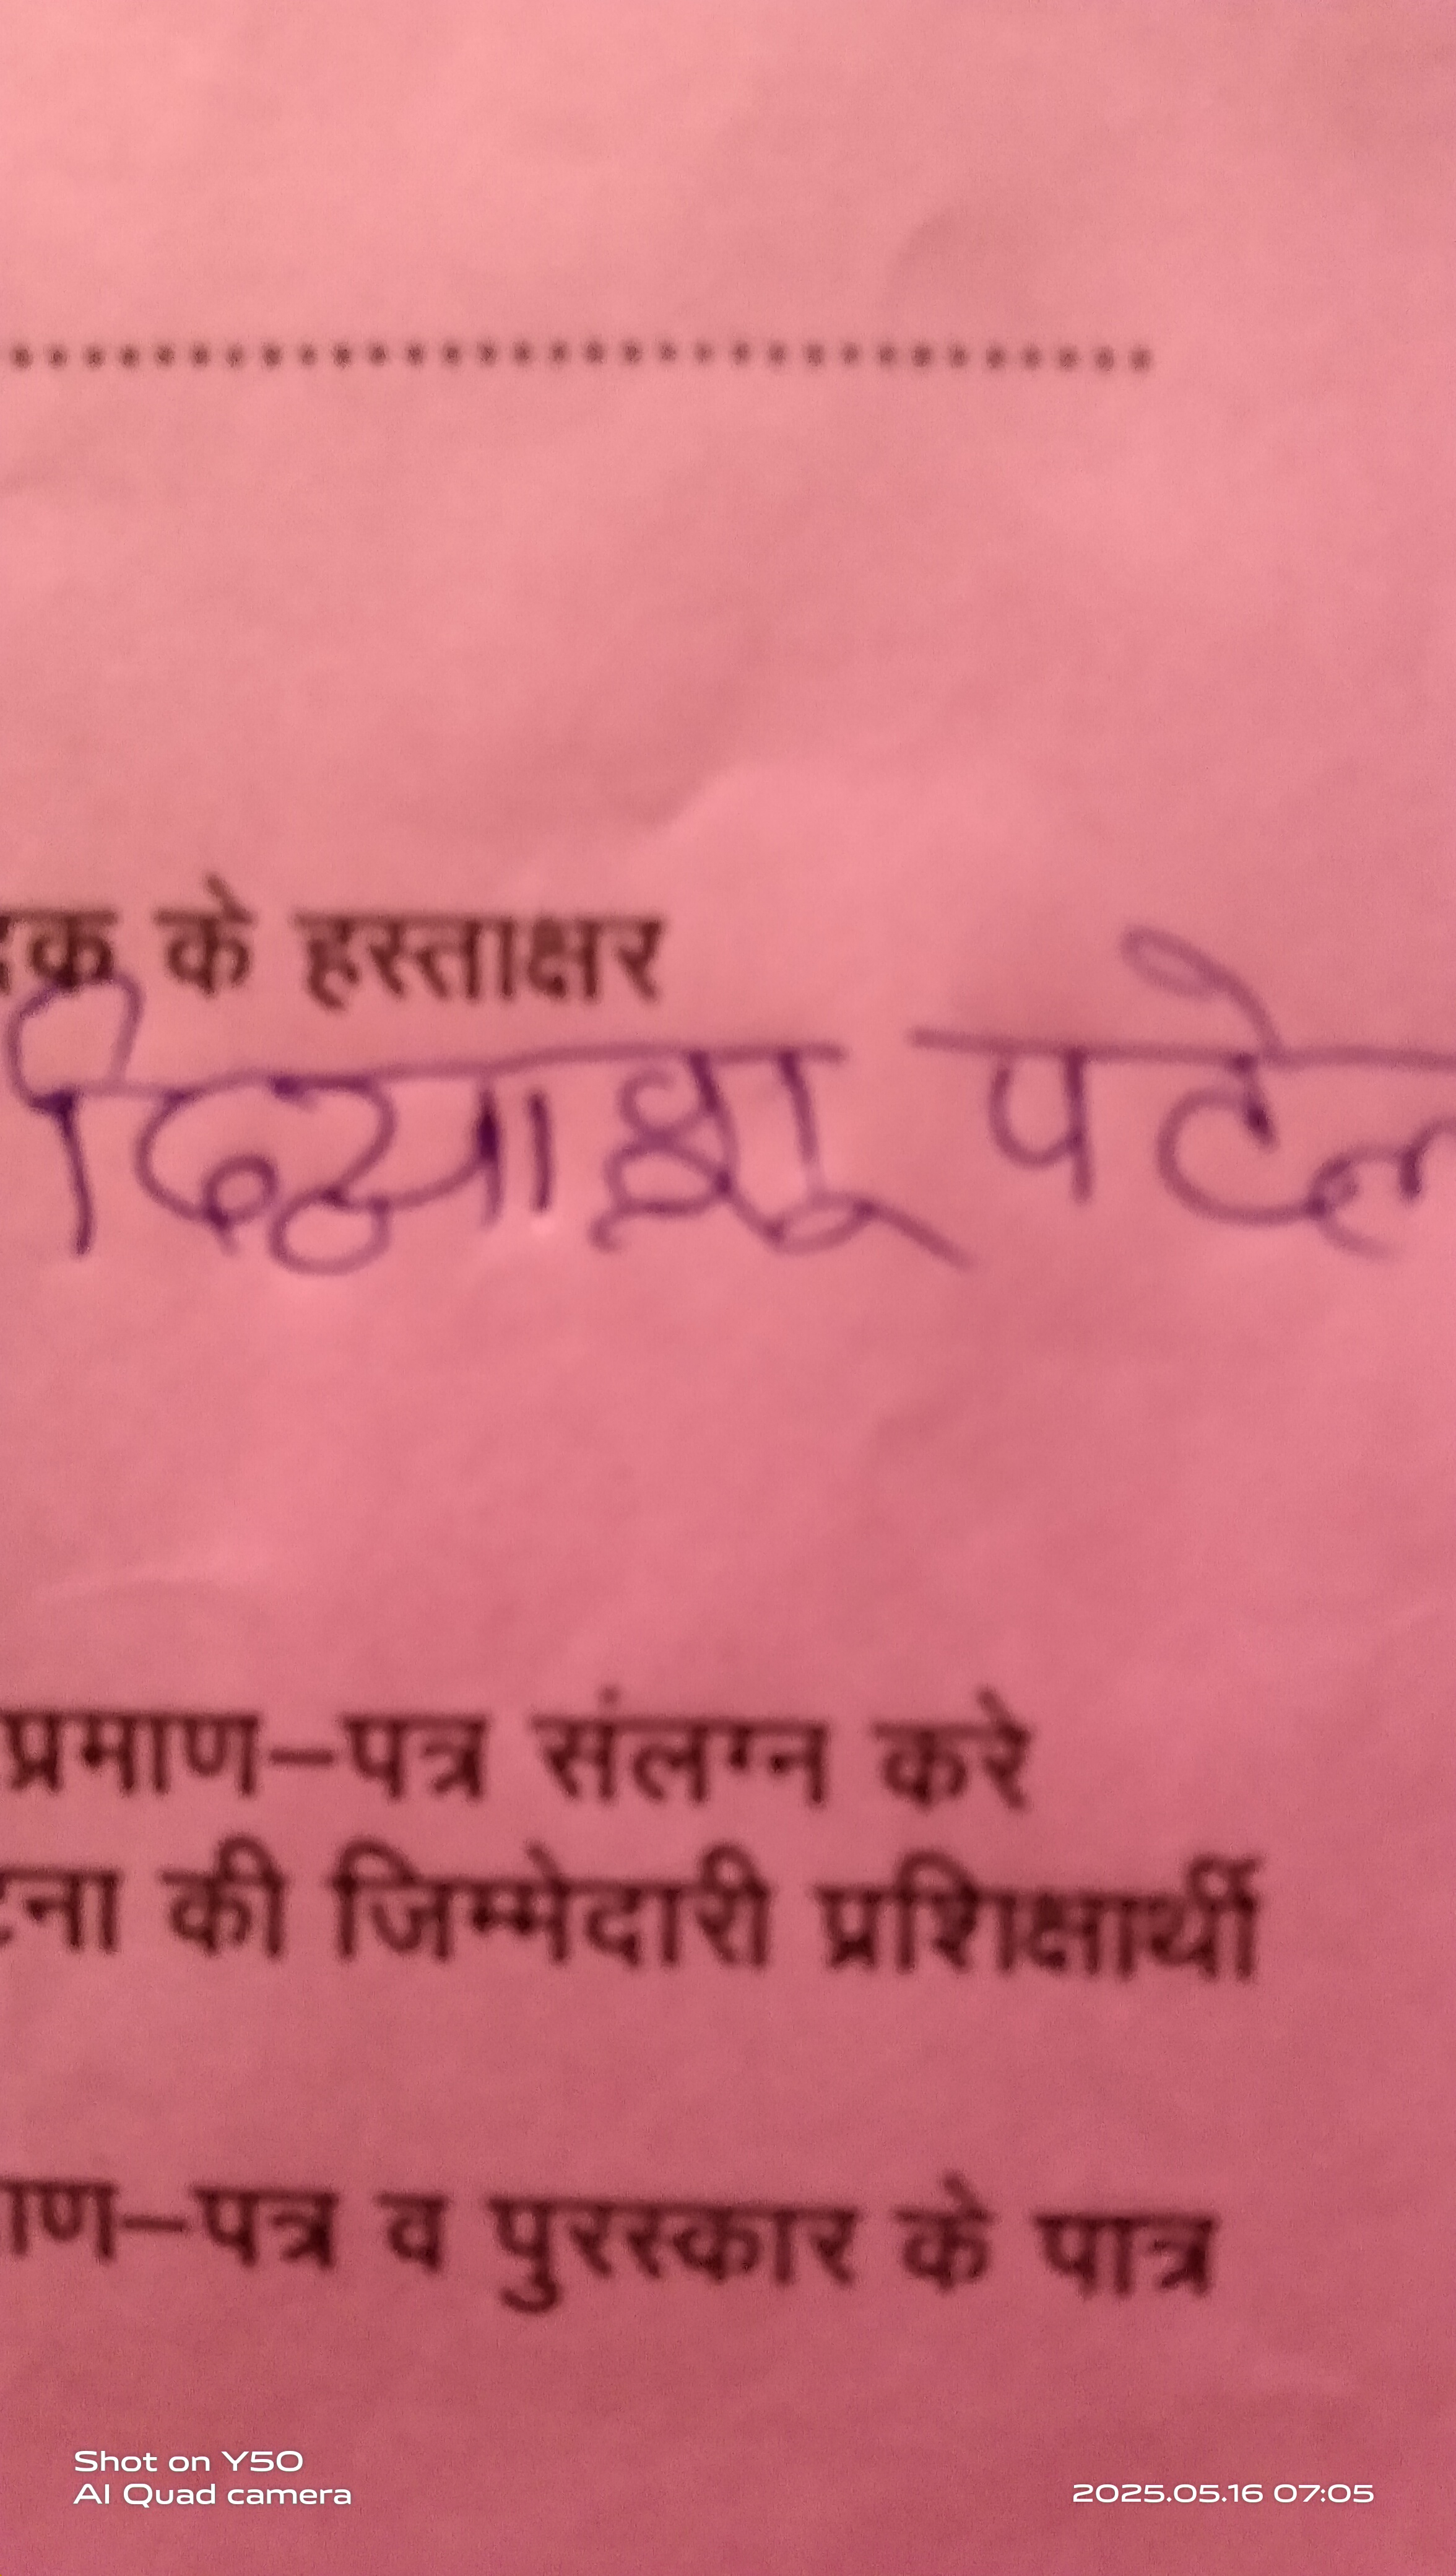 के हस्ताक्षर
दिव्याशू पटेल
प्रमाण–पत्र संलग्न करे
की जिम्मेदारी प्रशिक्षार्थी
–पत्र व पुरस्कार के पात्र
Shot on Y50
AI Quad camera
2025.05.16 07:05